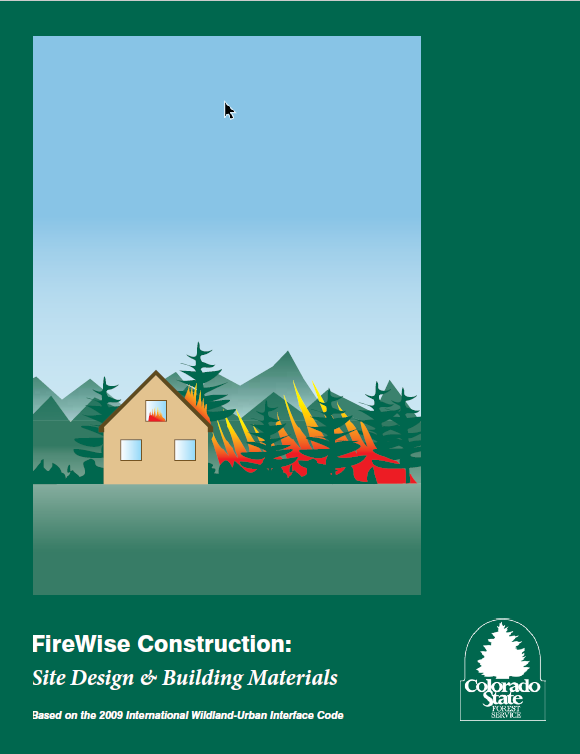 FireWise Construction:
Site Design & Building Materials
Based on the 2009 International Wildland-Urban Interface Code
Colorado
State
FOREST
SERVICE